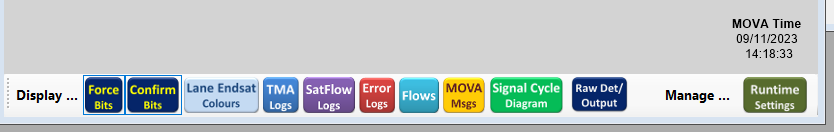 MOVA Time
09/11/2023
14:18:33
Display ... Force Bits Confirm Bits Lane Endsat Colours TMA Logs SatFlow Logs Error Logs Flows MOVA Msgs Signal Cycle Diagram Raw Det/ Output Manage ... Runtime Settings